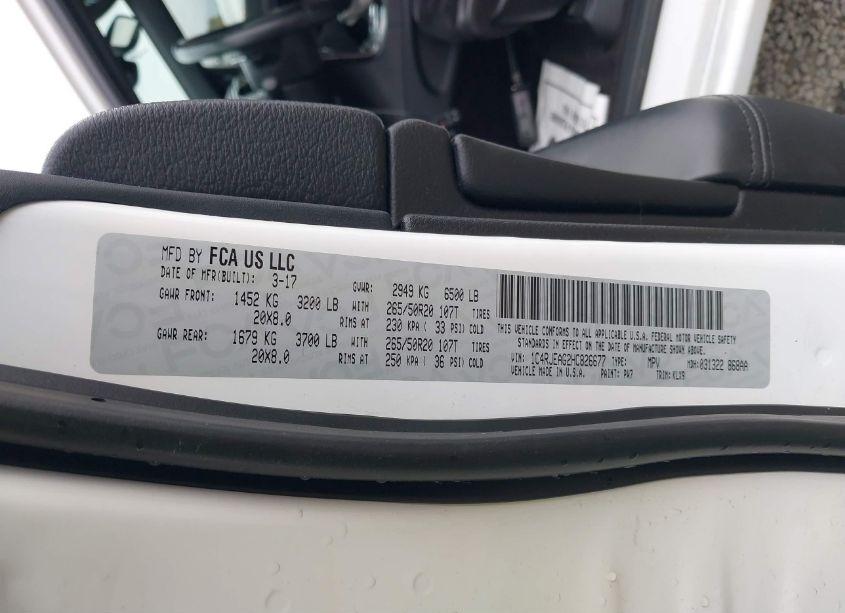 MFD BY FCA US LLC
DATE OF MFR(BUILT): 3-17 GVWR: 2949 KG 6500 LB
GAWR FRONT: 1452 KG 3200 LB WITH 265/50R20 107T TIRES
20X8.0 RIMS AT 230 KPA ( 33 PSI) COLD
GAWR REAR: 1679 KG 3700 LB WITH 265/50R20 107T TIRES
20X8.0 RIMS AT 250 KPA ( 36 PSI) COLD
THIS VEHICLE CONFORMS TO ALL APPLICABLE U.S.A. FEDERAL MOTOR VEHICLE SAFETY
STANDARDS IN EFFECT ON THE DATE OF MANUFACTURE SHOWN ABOVE.
VIN: 1C4RJEAG2HC826677 TYPE: MPV MDH: 031322 868AA
VEHICLE MADE IN U.S.A. PAINT: PW7 TRIM: KLX9